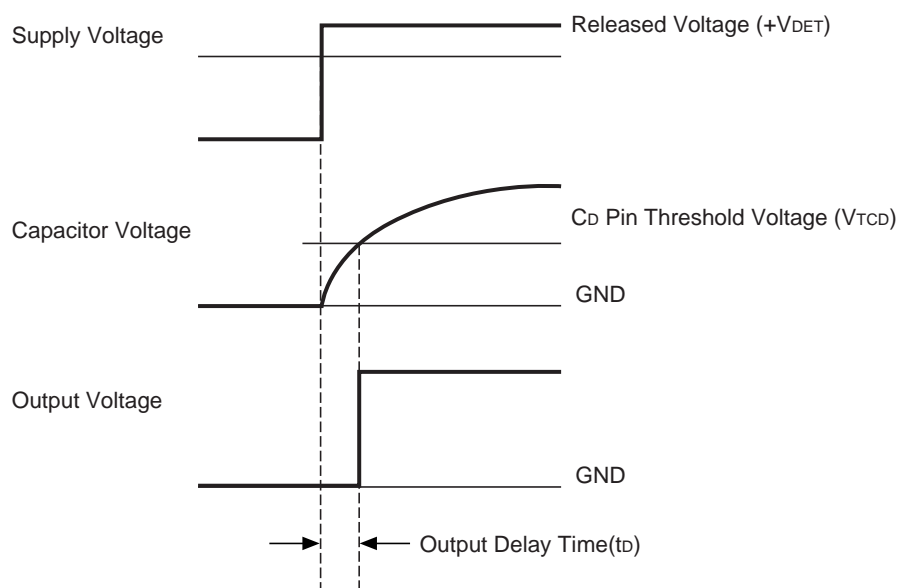 Supply Voltage
Released Voltage (+VDET)
Capacitor Voltage
CD Pin Threshold Voltage (VTCD)
GND
Output Voltage
GND
Output Delay Time(tD)